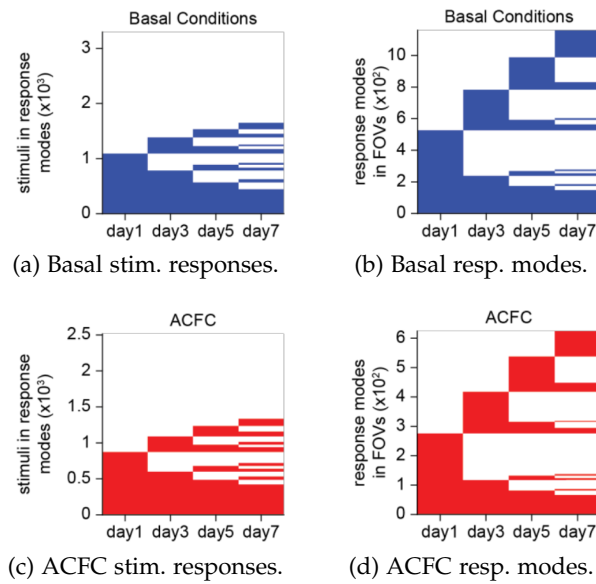 Basal Conditions
stimuli in response
modes (x10³)
3
2
1
0
day1 day3 day5 day7
(a) Basal stim. responses.
Basal Conditions
response modes
in FOVs (x10²)
10
8
6
4
2
0
day1 day3 day5 day7
(b) Basal resp. modes.
ACFC
stimuli in response
modes (x10³)
2.5
2
1.5
1
0.5
0
day1 day3 day5 day7
(c) ACFC stim. responses.
ACFC
response modes
in FOVs (x10²)
6
5
4
3
2
1
0
day1 day3 day5 day7
(d) ACFC resp. modes.